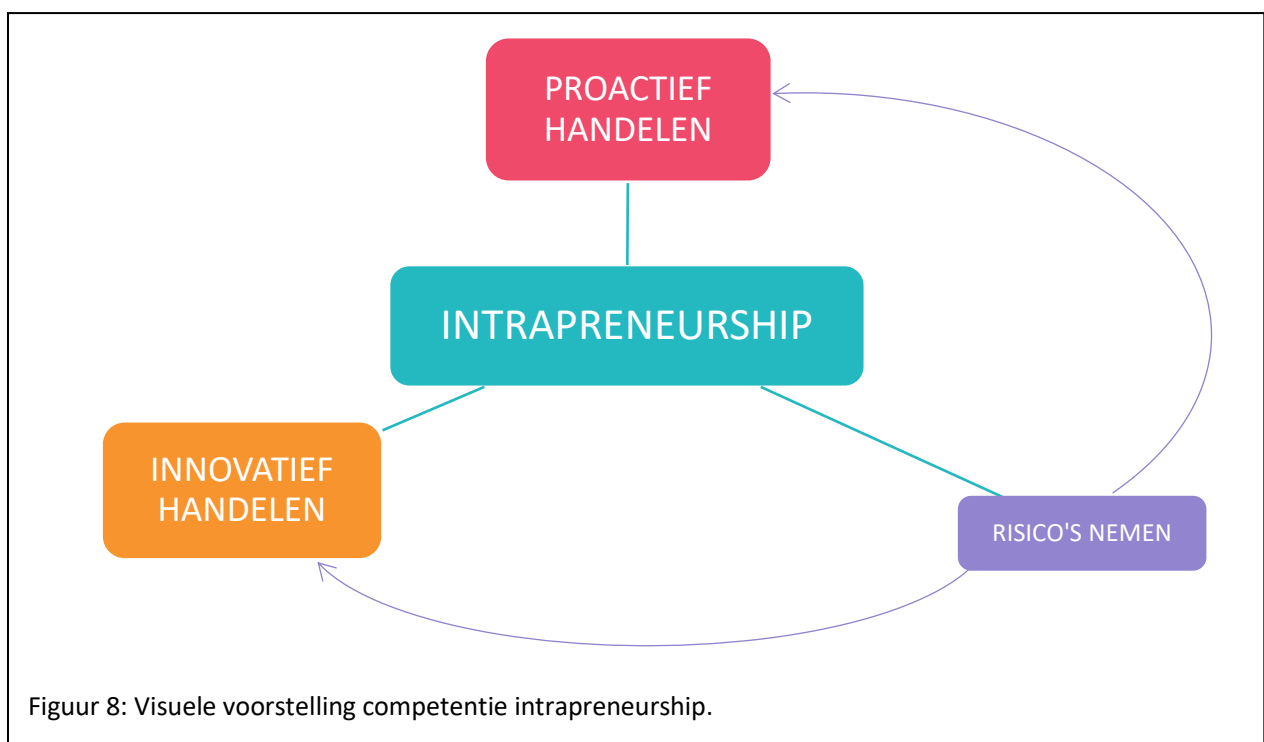 PROACTIEF
HANDELEN
INTRAPRENEURSHIP
INNOVATIEF
HANDELEN
RISICO'S NEMEN
Figuur 8: Visuele voorstelling competentie intrapreneurship.